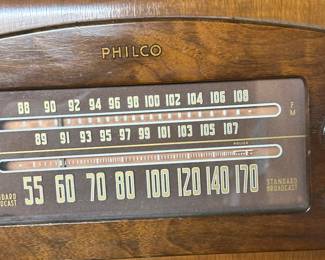 PHILCO
88 90 92 94 96 98 100 102 104 106 108
FM
89 91 93 95 97 99 101 103 105 107
POLICE
55 60 70 80 100 120 140 170
STANDARD
BROADCAST